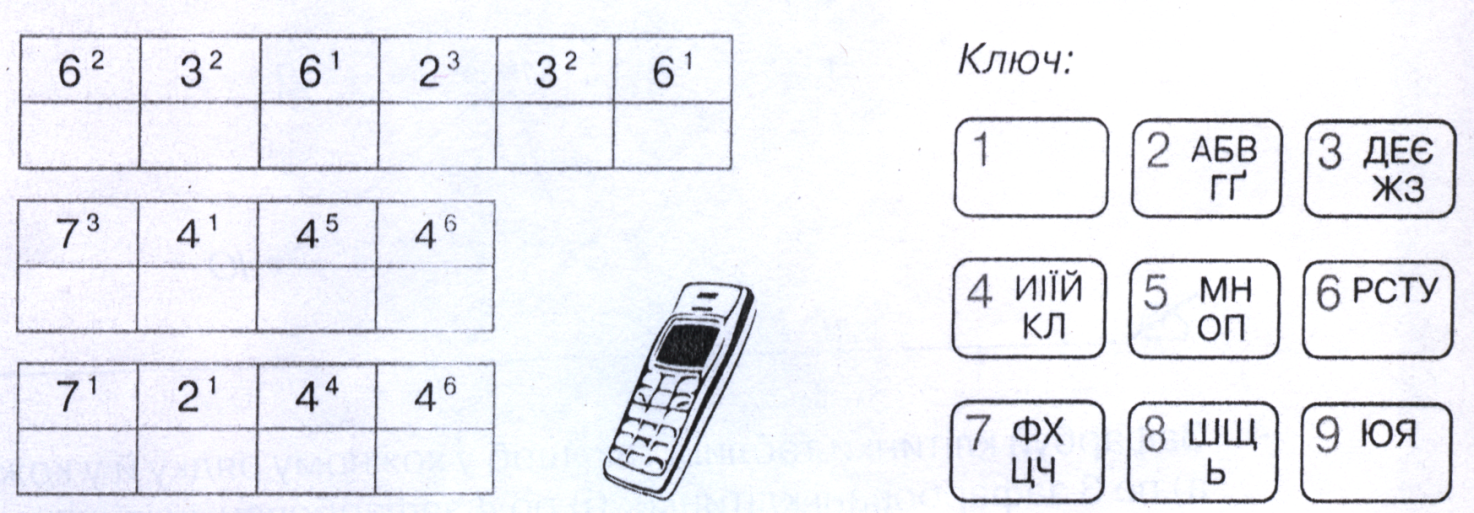 6² 3² 6¹ 2³ 3² 6¹
7³ 4¹ 4⁵ 4⁶
7¹ 2¹ 4⁴ 4⁶
Ключ:
1
2 АБВ
ГҐ
3 ДЕЄ
ЖЗ
4 ИІЇЙ
КЛ
5 МН
ОП
6 РСТУ
7 ФХ
ЦЧ
8 ШЩ
Ь
9 ЮЯ